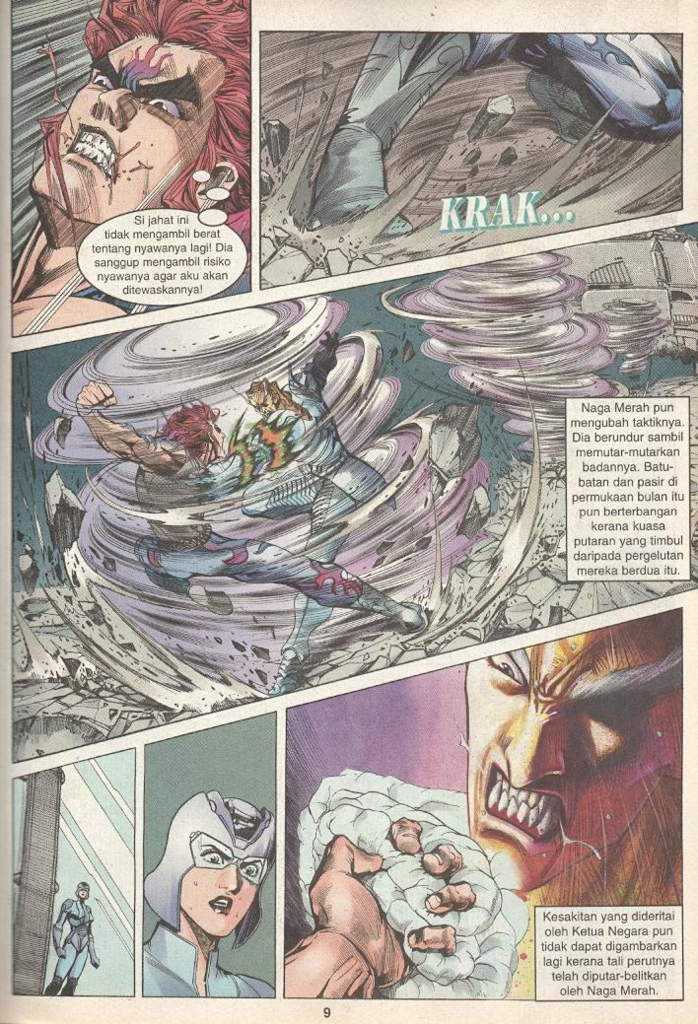 Si jahat ini
tidak mengambil berat
tentang nyawanya lagi! Dia
sanggup mengambil risiko
nyawanya agar aku akan
ditewaskannya!
KRAK...
Naga Merah pun
mengubah taktiknya.
Dia berundur sambil
memutar-mutarkan
badannya. Batu-
batan dan pasir di
permukaan bulan itu
pun berterbangan
kerana kuasa
putaran yang timbul
daripada pergelutan
mereka berdua itu.
Kesakitan yang dideritai
oleh Ketua Negara pun
tidak dapat digambarkan
lagi kerana tali perutnya
telah diputar-belitkan
oleh Naga Merah.
9